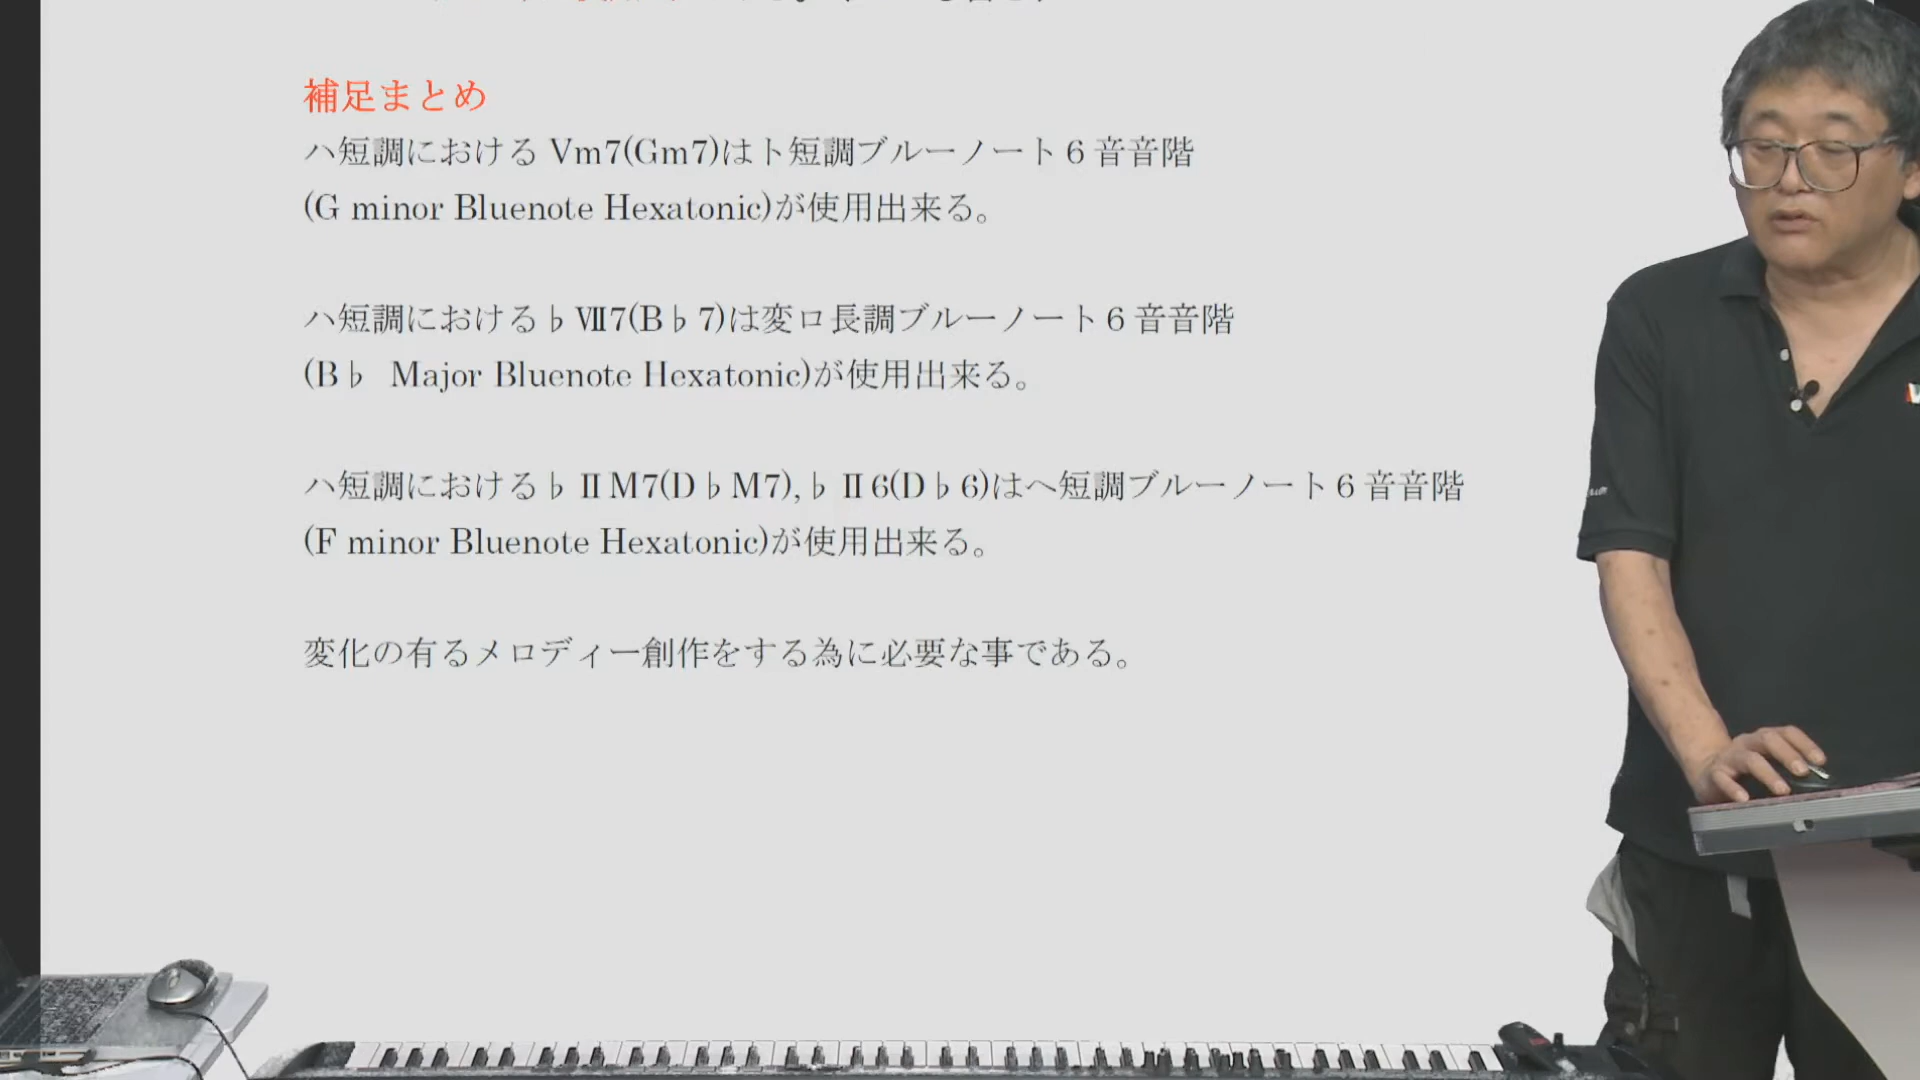 補足まとめ
ハ短調における Vm7(Gm7)はト短調ブルーノート６音音階
(G minor Bluenote Hexatonic)が使用出来る。
ハ短調における♭Ⅶ7(B♭7)は変ロ長調ブルーノート６音音階
(B♭ Major Bluenote Hexatonic)が使用出来る。
ハ短調における♭ⅡM7(D♭M7),♭Ⅱ6(D♭6)はヘ短調ブルーノート６音音階
(F minor Bluenote Hexatonic)が使用出来る。
変化の有るメロディー創作をする為に必要な事である。